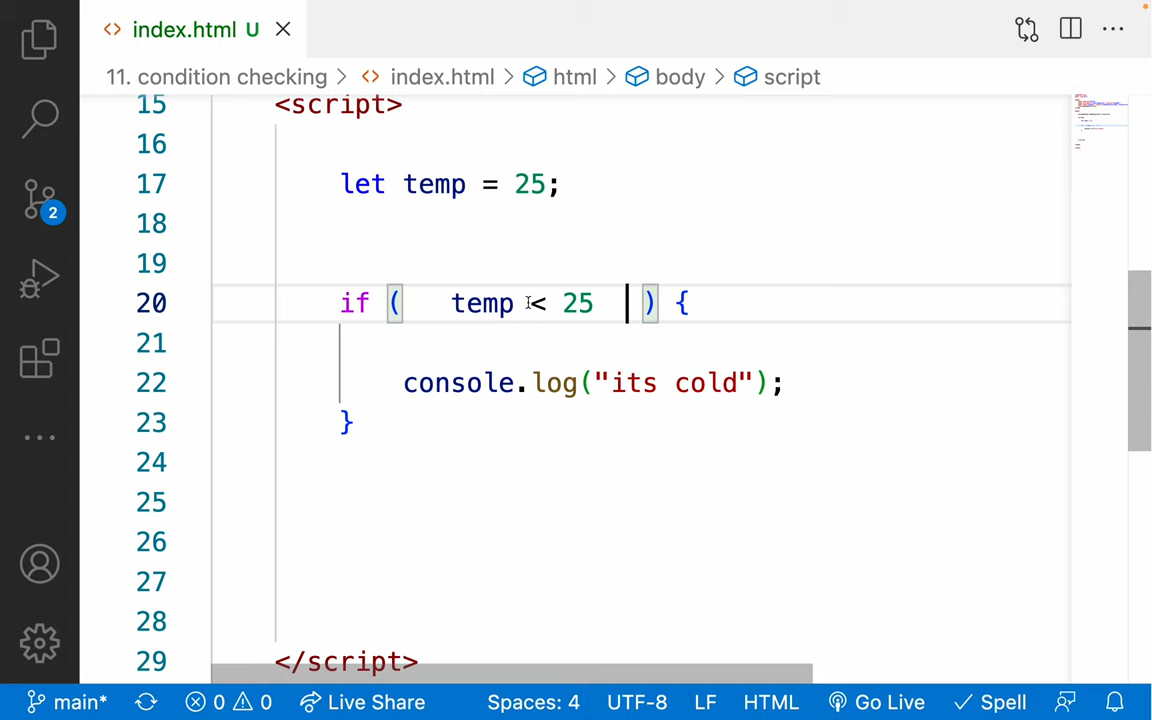 index.html U
11. condition checking > index.html > html > body > script
15 <script>
16
17 let temp = 25;
18
19
20 if ( temp < 25 ) {
21
22 console.log("its cold");
23 }
24
25
26
27
28
29 </script>
2
main* 0 0 Live Share Spaces: 4 UTF-8 LF HTML Go Live Spell